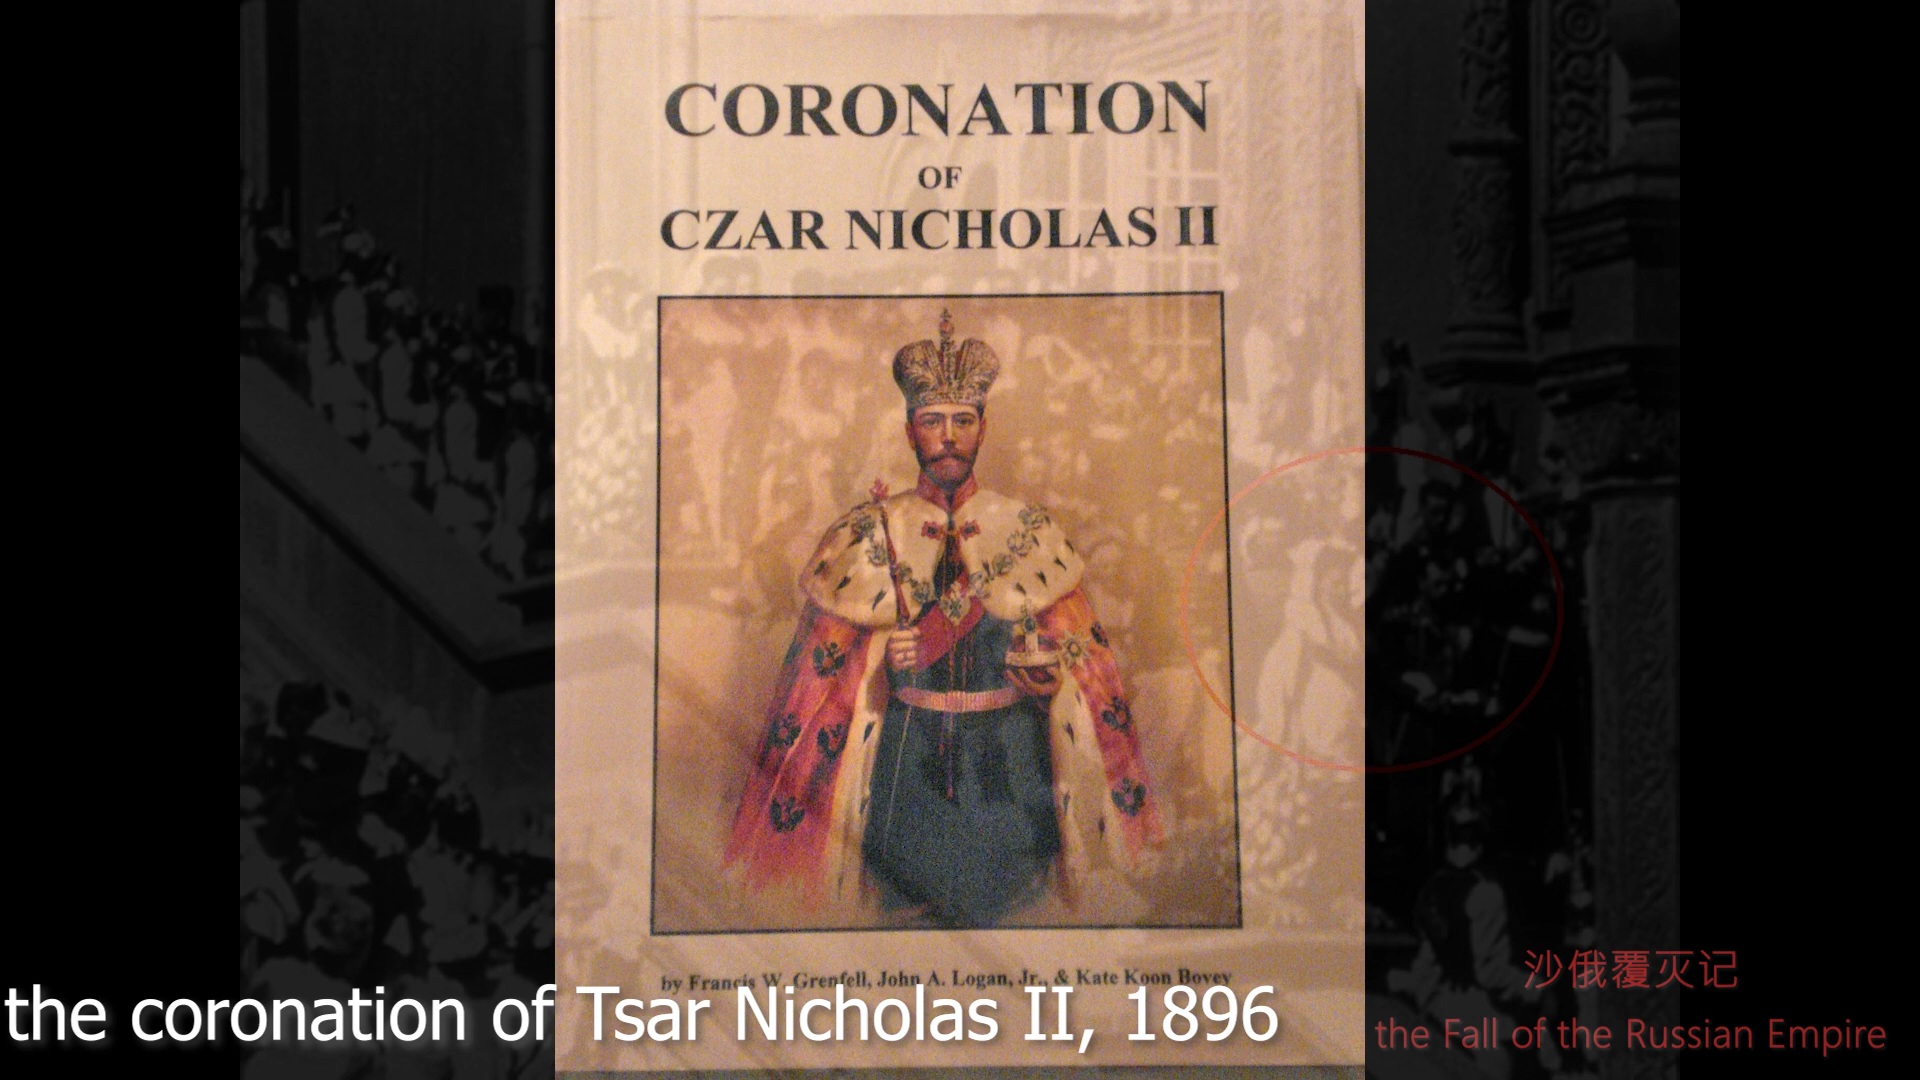 CORONATION
OF
CZAR NICHOLAS II
by Francis W. Grenfell, John A. Logan, Jr., & Kate Koon Bovey
the coronation of Tsar Nicholas II, 1896
沙俄覆灭记
the Fall of the Russian Empire